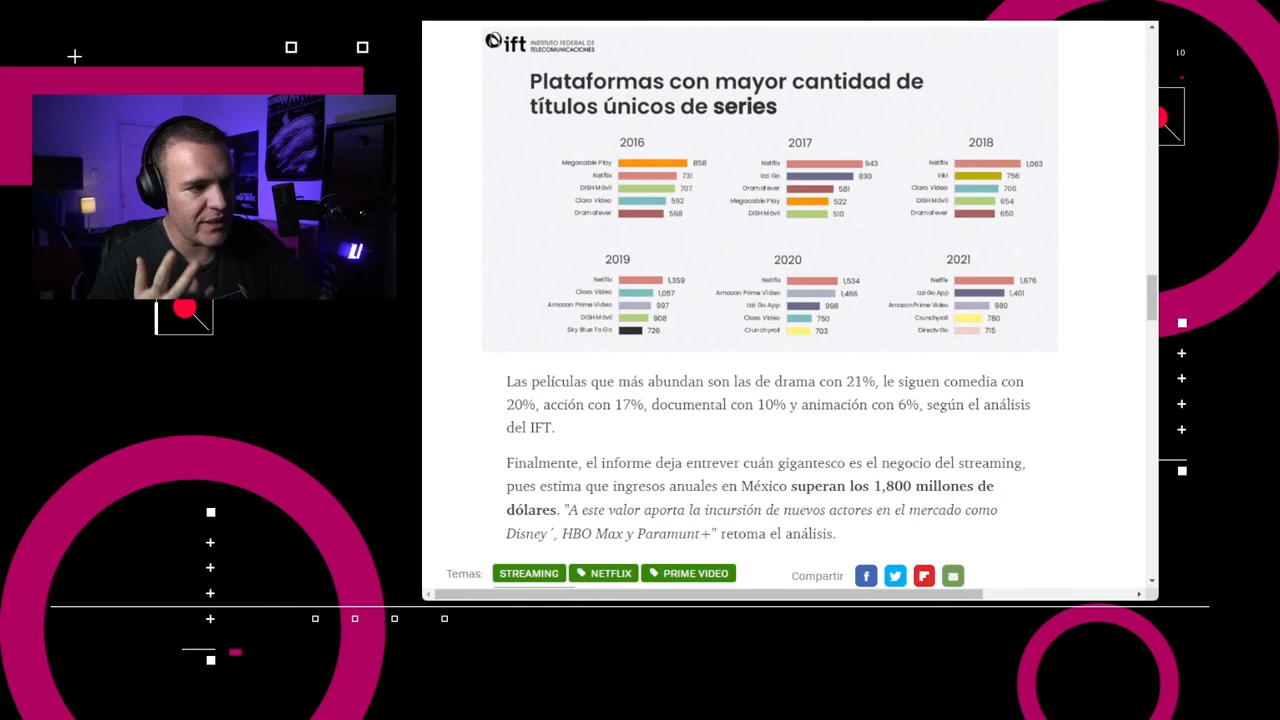 ift INSTITUTO FEDERAL DE
TELECOMUNICACIONES
Plataformas con mayor cantidad de
títulos únicos de series
2016
Megacable Play 858
Netflix 731
DISH Móvil 707
Claro Video 592
Dramafever 568
2017
Netflix 943
Izzi Go 830
Dramafever 581
Megacable Play 522
DISH Móvil 510
2018
Netflix 1,063
Viki 756
Claro Video 706
DISH Móvil 654
Dramafever 650
2019
Netflix 1,359
Claro Video 1,057
Amazon Prime Video 997
DISH Móvil 908
Sky Blue To Go 726
2020
Netflix 1,534
Amazon Prime Video 1,466
Izzi Go App 998
Claro Video 750
Crunchyroll 703
2021
Netflix 1,676
Izzi Go App 1,401
Amazon Prime Video 980
Crunchyroll 780
Directv Go 715
Las películas que más abundan son las de drama con 21%, le siguen comedia con
20%, acción con 17%, documental con 10% y animación con 6%, según el análisis
del IFT.
Finalmente, el informe deja entrever cuán gigantesco es el negocio del streaming,
pues estima que ingresos anuales en México superan los 1,800 millones de
dólares. "A este valor aporta la incursión de nuevos actores en el mercado como
Disney´, HBO Max y Paramunt+" retoma el análisis.
Temas: STREAMING NETFLIX PRIME VIDEO Compartir